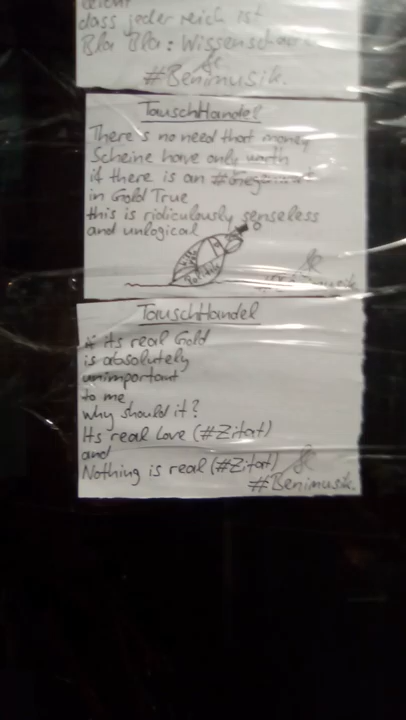 dass jeder reich ist
Bla Bla: Wissenscha
#Benimusik.
TauschHandel
There's no need that money
Scheine have only worth
if there is an
in Gold True
this is ridiculously senseless
and unlogical
TauschHandel
its real Gold
is absolutely
unimportant
to me
why should it?
Its real Love (#Zitat)
and
Nothing is real (#Zitat)
#Benimusik.